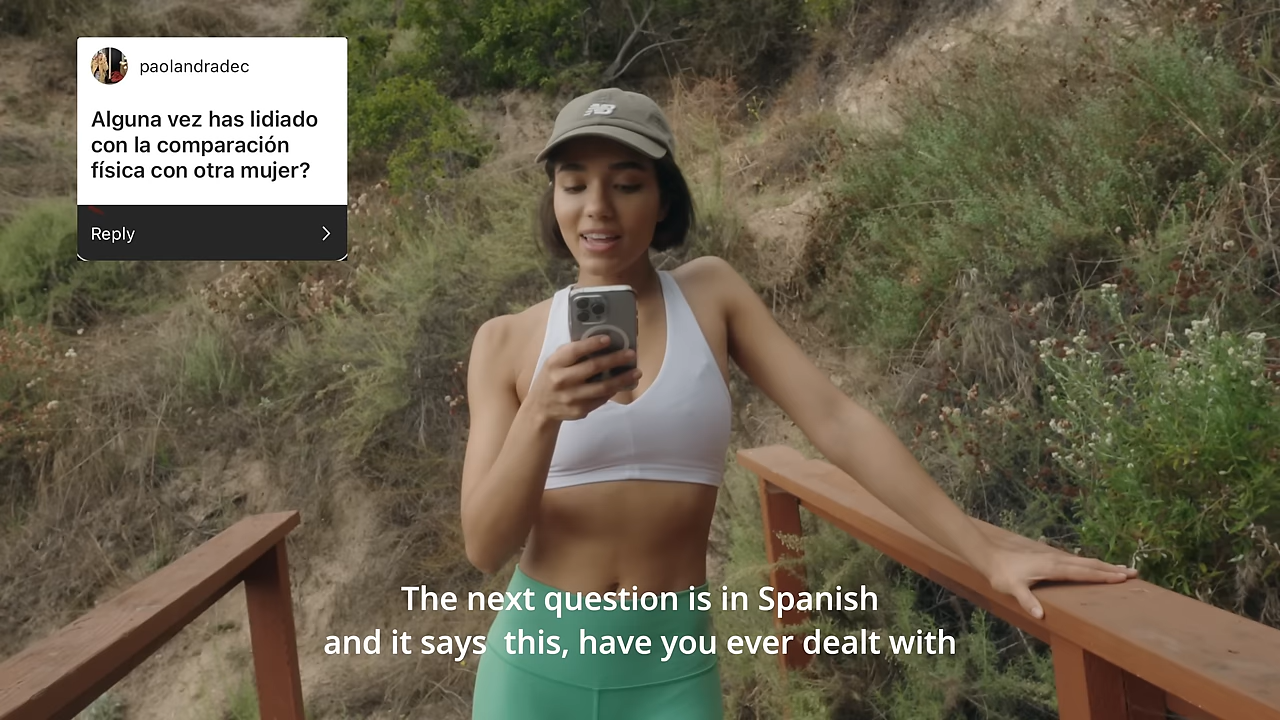 paolandradec
Alguna vez has lidiado
con la comparación
física con otra mujer?
Reply
NB
The next question is in Spanish
and it says  this, have you ever dealt with